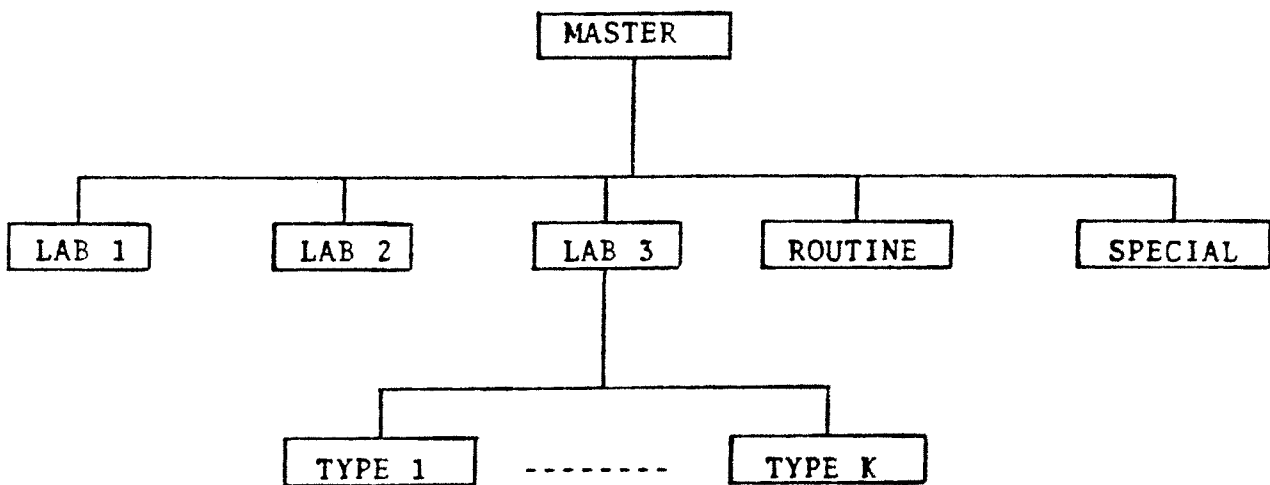 MASTER
LAB 1 LAB 2 LAB 3 ROUTINE SPECIAL
TYPE 1 -------- TYPE K